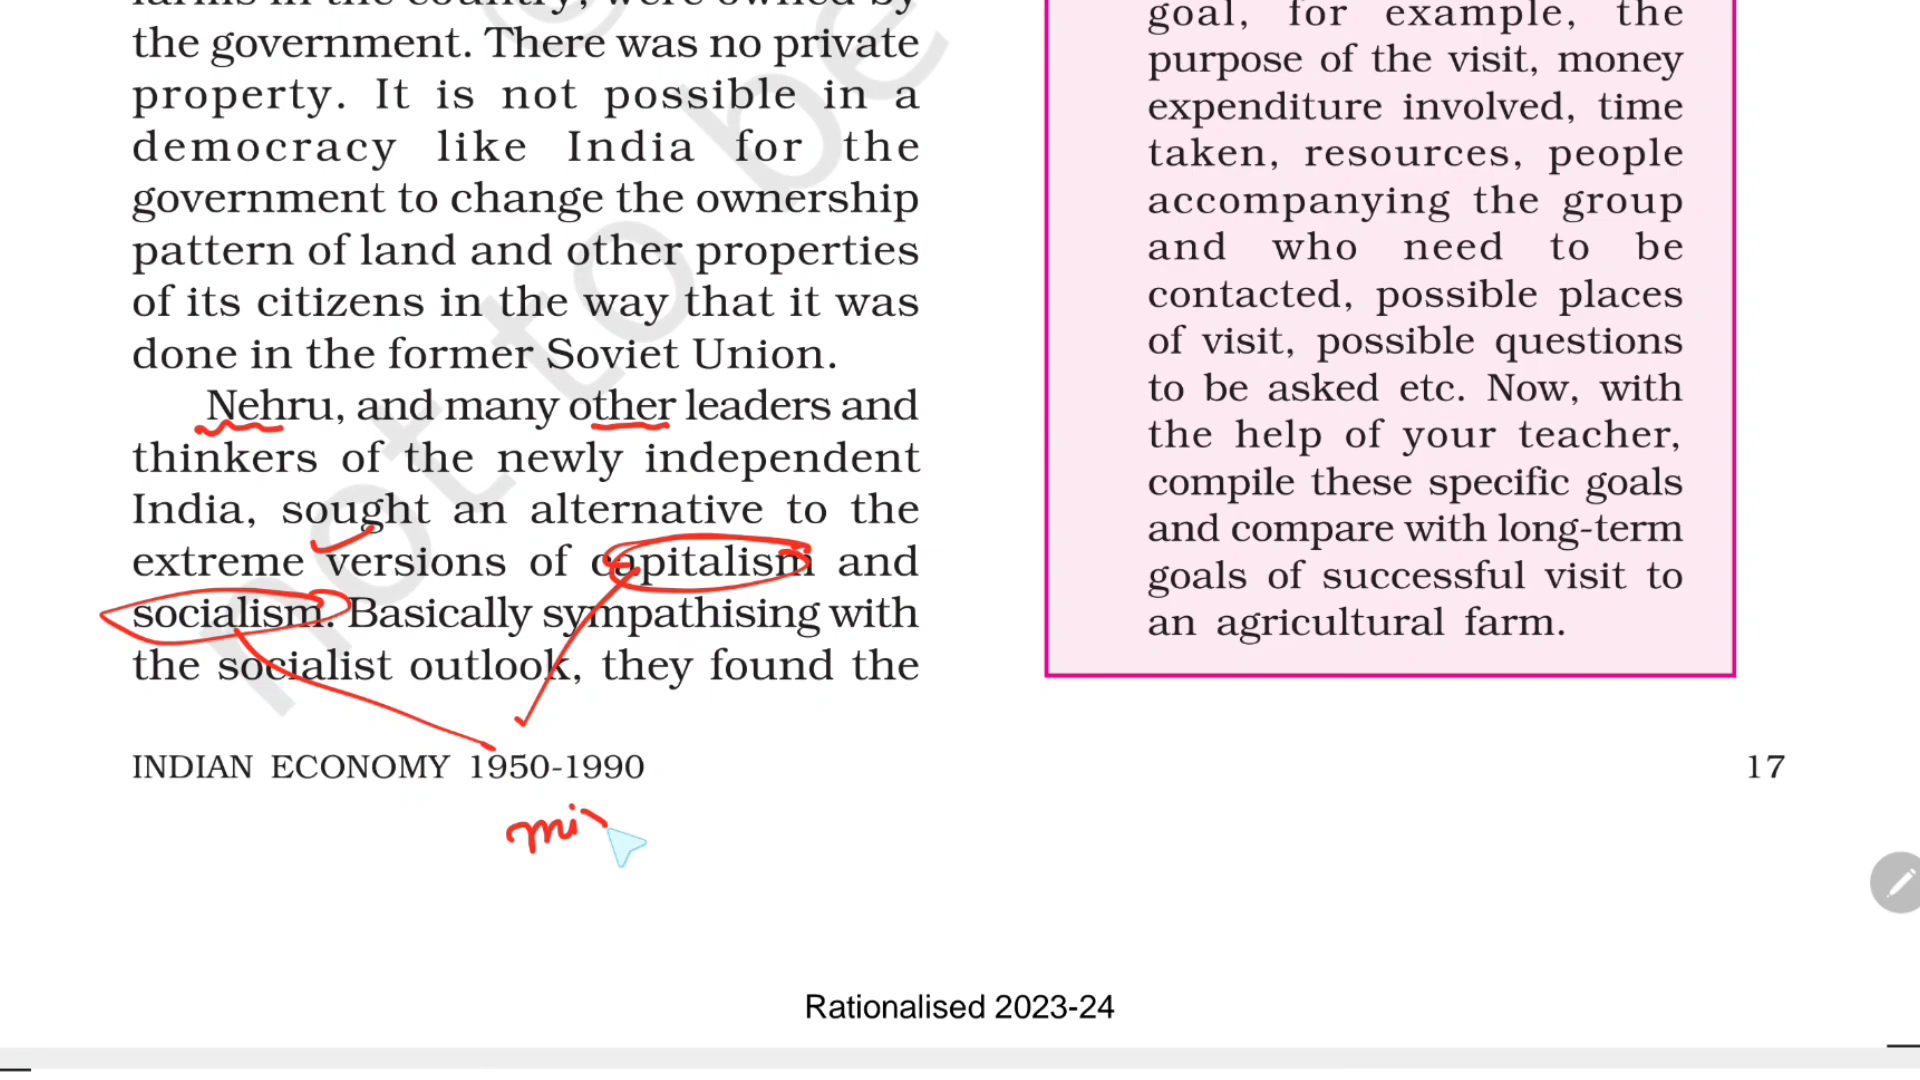 the government. There was no private
property. It is not possible in a
democracy like India for the
government to change the ownership
pattern of land and other properties
of its citizens in the way that it was
done in the former Soviet Union.
Nehru, and many other leaders and
thinkers of the newly independent
India, sought an alternative to the
extreme versions of capitalism and
socialism. Basically sympathising with
the socialist outlook, they found the
goal, for example, the
purpose of the visit, money
expenditure involved, time
taken, resources, people
accompanying the group
and who need to be
contacted, possible places
of visit, possible questions
to be asked etc. Now, with
the help of your teacher,
compile these specific goals
and compare with long-term
goals of successful visit to
an agricultural farm.
INDIAN ECONOMY 1950-1990
17
mi
Rationalised 2023-24
not to be